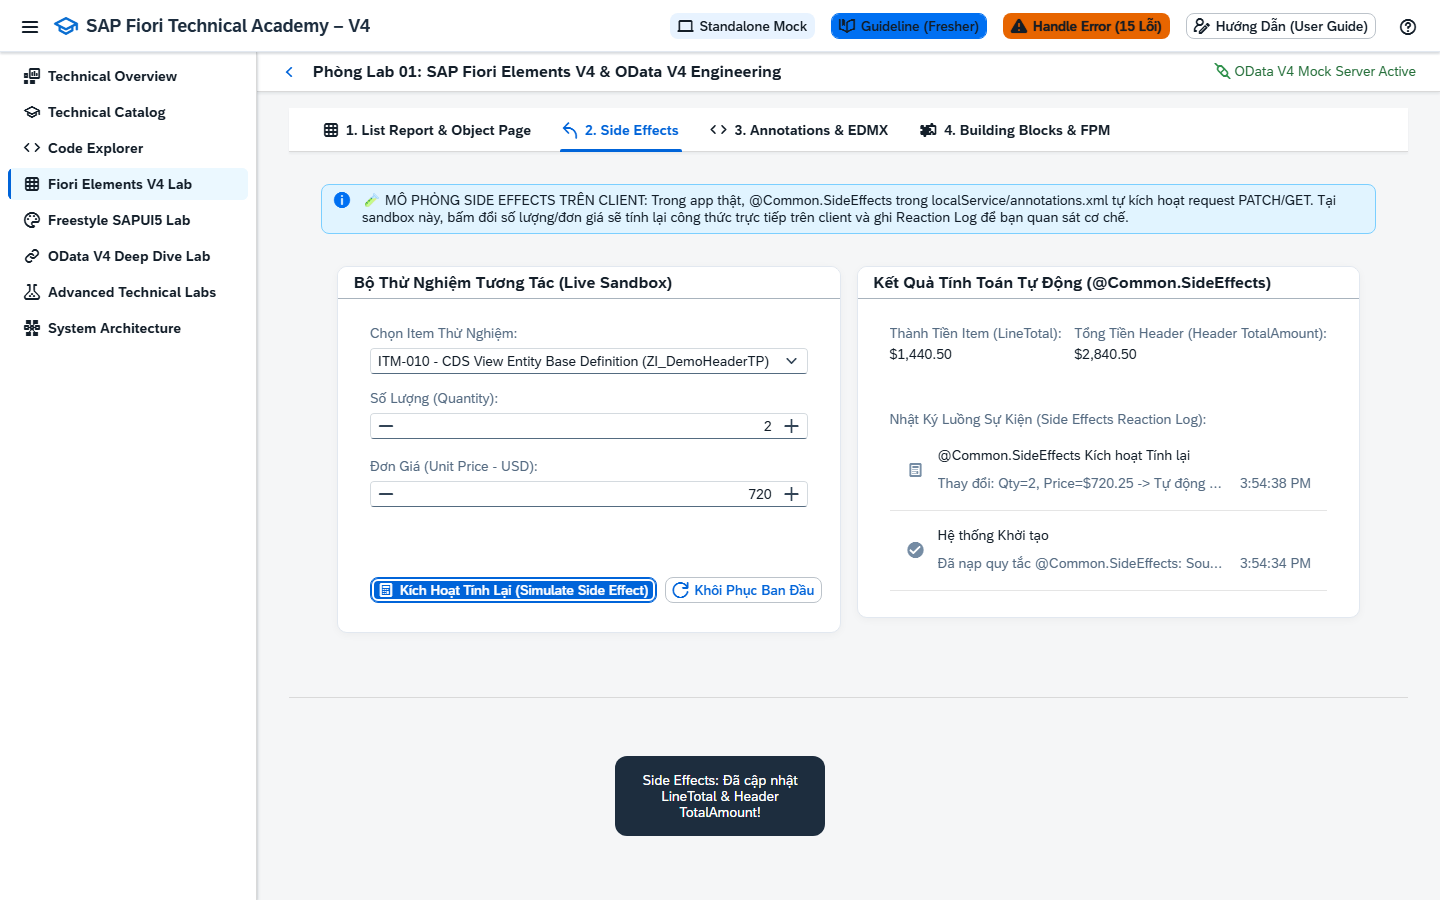 SAP Fiori Technical Academy – V4
Standalone Mock
Guideline (Fresher)
Handle Error (15 Lỗi)
Hướng Dẫn (User Guide)
Technical Overview
Technical Catalog
Code Explorer
Fiori Elements V4 Lab
Freestyle SAPUI5 Lab
OData V4 Deep Dive Lab
Advanced Technical Labs
System Architecture
Phòng Lab 01: SAP Fiori Elements V4 & OData V4 Engineering
OData V4 Mock Server Active
1. List Report & Object Page
2. Side Effects
3. Annotations & EDMX
4. Building Blocks & FPM
MÔ PHỎNG SIDE EFFECTS TRÊN CLIENT: Trong app thật, @Common.SideEffects trong localService/annotations.xml tự kích hoạt request PATCH/GET. Tại
sandbox này, bấm đổi số lượng/đơn giá sẽ tính lại công thức trực tiếp trên client và ghi Reaction Log để bạn quan sát cơ chế.
Bộ Thử Nghiệm Tương Tác (Live Sandbox)
Chọn Item Thử Nghiệm:
ITM-010 - CDS View Entity Base Definition (ZI_DemoHeaderTP)
Số Lượng (Quantity):
2
Đơn Giá (Unit Price - USD):
720
Kích Hoạt Tính Lại (Simulate Side Effect)
Khôi Phục Ban Đầu
Kết Quả Tính Toán Tự Động (@Common.SideEffects)
Thành Tiền Item (LineTotal):
$1,440.50
Tổng Tiền Header (Header TotalAmount):
$2,840.50
Nhật Ký Luồng Sự Kiện (Side Effects Reaction Log):
@Common.SideEffects Kích hoạt Tính lại
Thay đổi: Qty=2, Price=$720.25 -> Tự động ...
3:54:38 PM
Hệ thống Khởi tạo
Đã nạp quy tắc @Common.SideEffects: Sou...
3:54:34 PM
Side Effects: Đã cập nhật
LineTotal & Header
TotalAmount!